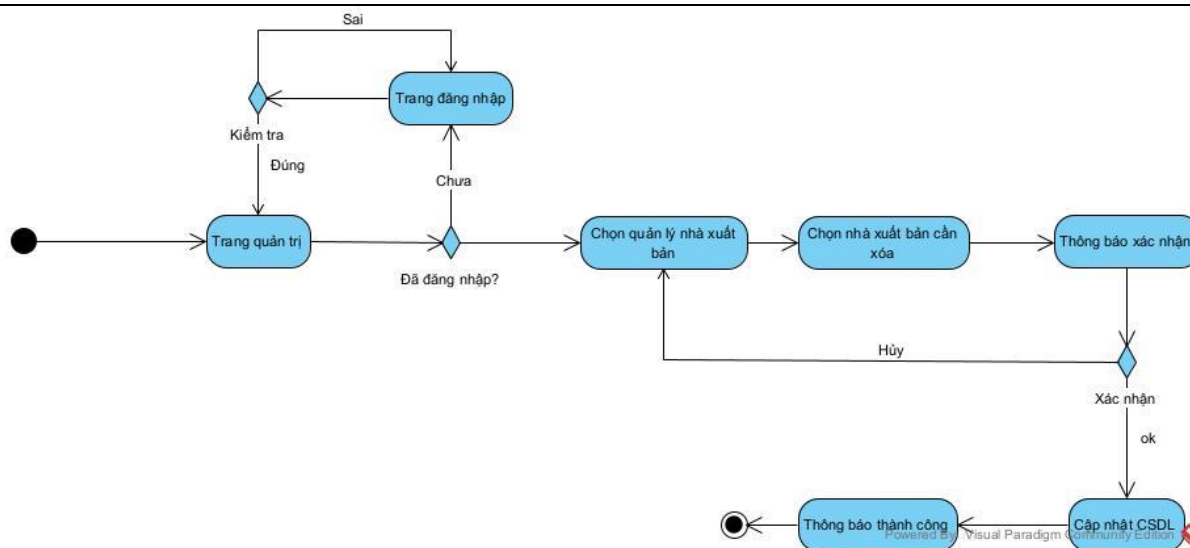 Sai
Trang đăng nhập
Kiểm tra
Đúng
Chưa
Trang quản trị
Đã đăng nhập?
Chọn quản lý nhà xuất
bản
Chọn nhà xuất bản cần
xóa
Thông báo xác nhận
Hủy
Xác nhận
ok
Thông báo thành công
Cập nhật CSDL
Powered By: Visual Paradigm Community Edition